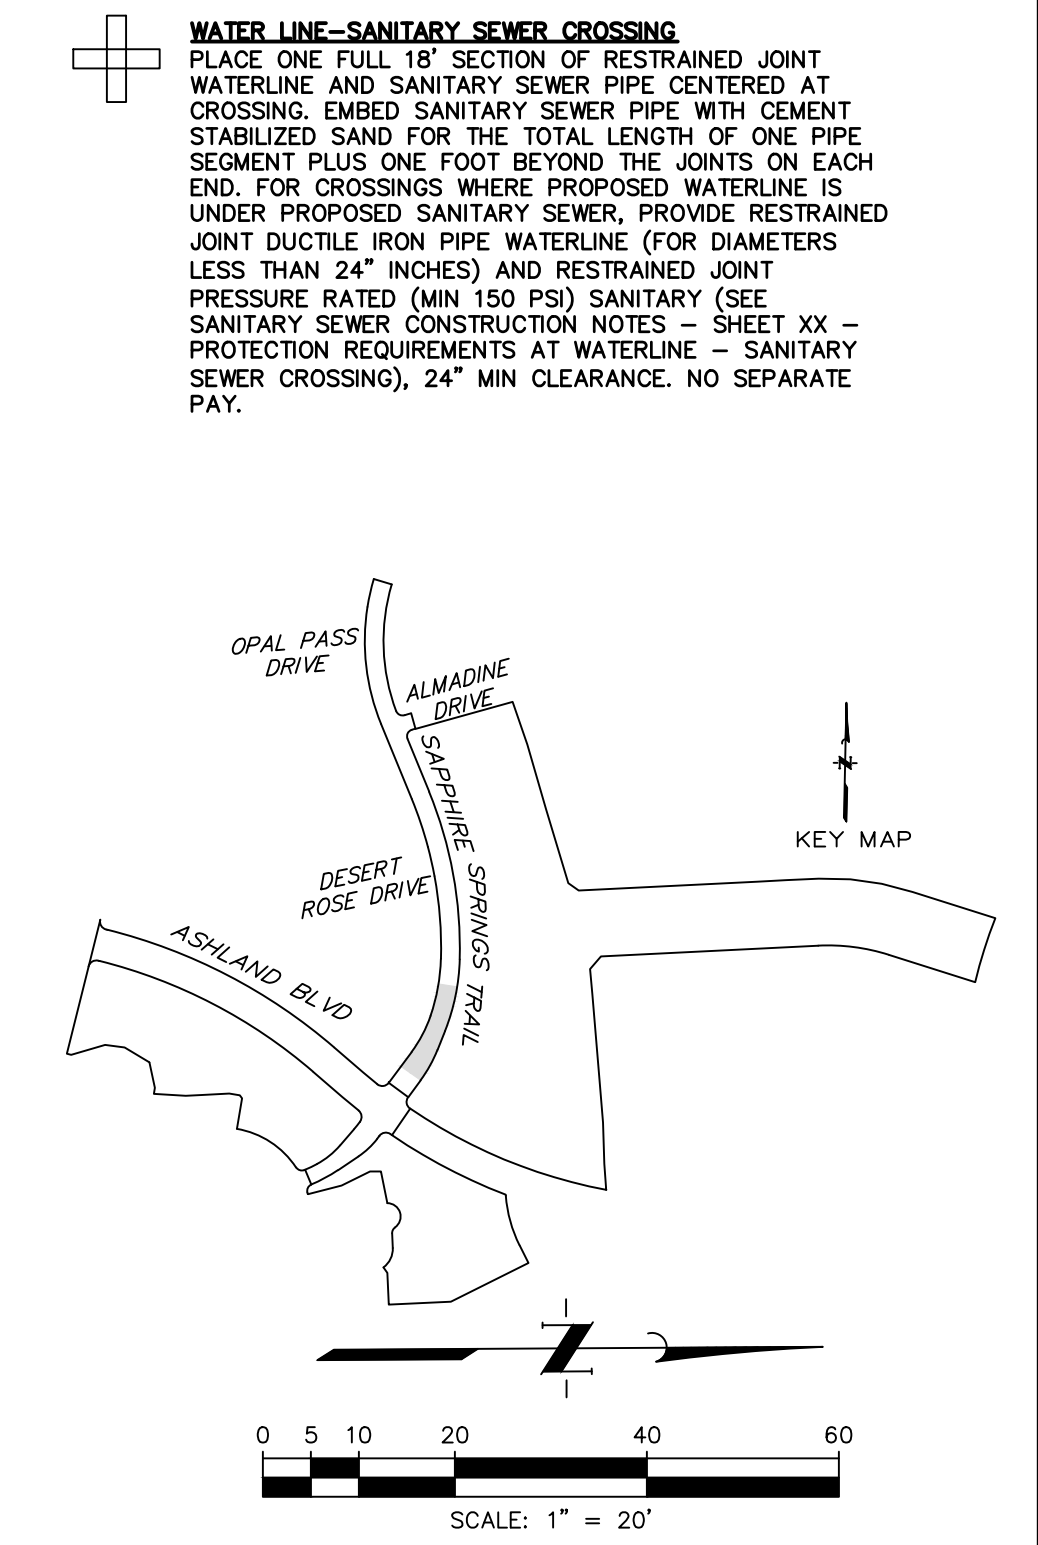 WATER LINE–SANITARY SEWER CROSSING
PLACE ONE FULL 18' SECTION OF RESTRAINED JOINT
WATERLINE AND SANITARY SEWER PIPE CENTERED AT
CROSSING. EMBED SANITARY SEWER PIPE WITH CEMENT
STABILIZED SAND FOR THE TOTAL LENGTH OF ONE PIPE
SEGMENT PLUS ONE FOOT BEYOND THE JOINTS ON EACH
END. FOR CROSSINGS WHERE PROPOSED WATERLINE IS
UNDER PROPOSED SANITARY SEWER, PROVIDE RESTRAINED
JOINT DUCTILE IRON PIPE WATERLINE (FOR DIAMETERS
LESS THAN 24" INCHES) AND RESTRAINED JOINT
PRESSURE RATED (MIN 150 PSI) SANITARY (SEE
SANITARY SEWER CONSTRUCTION NOTES – SHEET XX –
PROTECTION REQUIREMENTS AT WATERLINE – SANITARY
SEWER CROSSING), 24" MIN CLEARANCE. NO SEPARATE
PAY.
OPAL PASS
DRIVE
ALMADINE
DRIVE
SAPPHIRE SPRINGS TRAIL
N
KEY MAP
DESERT
ROSE DRIVE
ASHLAND BLVD
N
0 5 10 20 40 60
SCALE: 1" = 20'